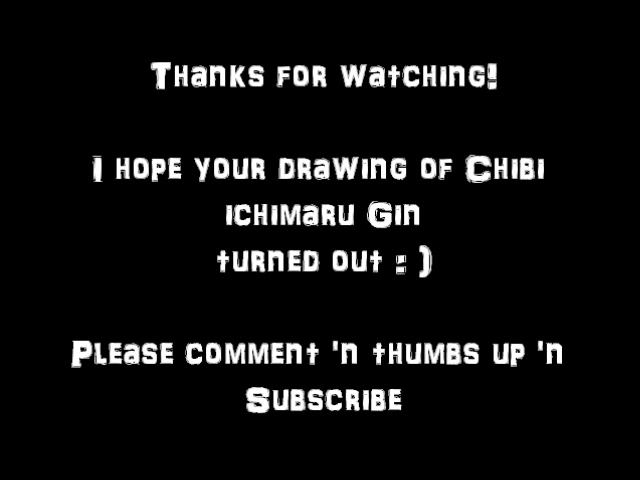 Thanks for watching!
I hope your drawing of Chibi
ichimaru Gin
turned out : )
Please comment 'n thumbs up 'n
Subscribe